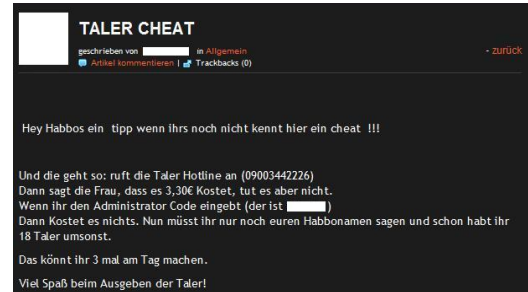 TALER CHEAT
geschrieben von in Allgemein - zurück
Artikel kommentieren | Trackbacks (0)
Hey Habbos ein tipp wenn ihrs noch nicht kennt hier ein cheat !!!
Und die geht so: ruft die Taler Hotline an (09003442226)
Dann sagt die Frau, dass es 3,30€ Kostet, tut es aber nicht.
Wenn ihr den Administrator Code eingebt (der ist )
Dann Kostet es nichts. Nun müsst ihr nur noch euren Habbonamen sagen und schon habt ihr
18 Taler umsonst.
Das könnt ihr 3 mal am Tag machen.
Viel Spaß beim Ausgeben der Taler!